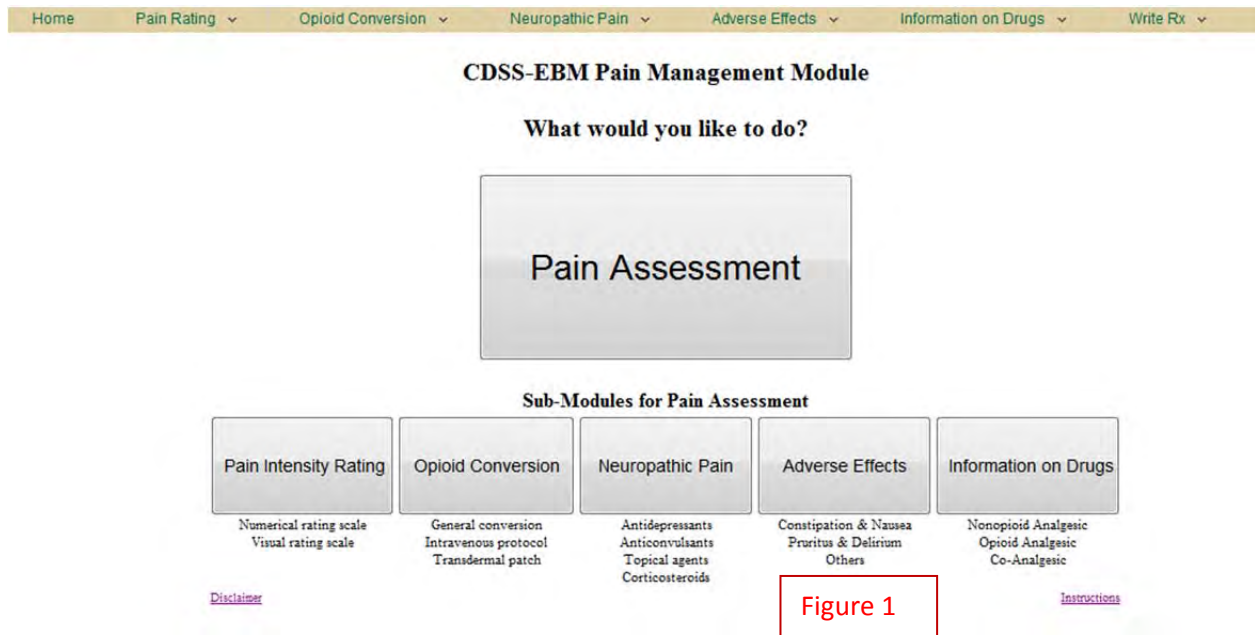 Home Pain Rating Opioid Conversion Neuropathic Pain Adverse Effects Information on Drugs Write Rx
CDSS-EBM Pain Management Module
What would you like to do?
Pain Assessment
Sub-Modules for Pain Assessment
Pain Intensity Rating Opioid Conversion Neuropathic Pain Adverse Effects Information on Drugs
Numerical rating scale General conversion Antidepressants Constipation & Nausea Nonopioid Analgesic
Visual rating scale Intravenous protocol Anticonvulsants Pruritus & Delirium Opioid Analgesic
Transdermal patch Topical agents Others Co-Analgesic
Corticosteroids
Disclaimer Figure 1 Instructions